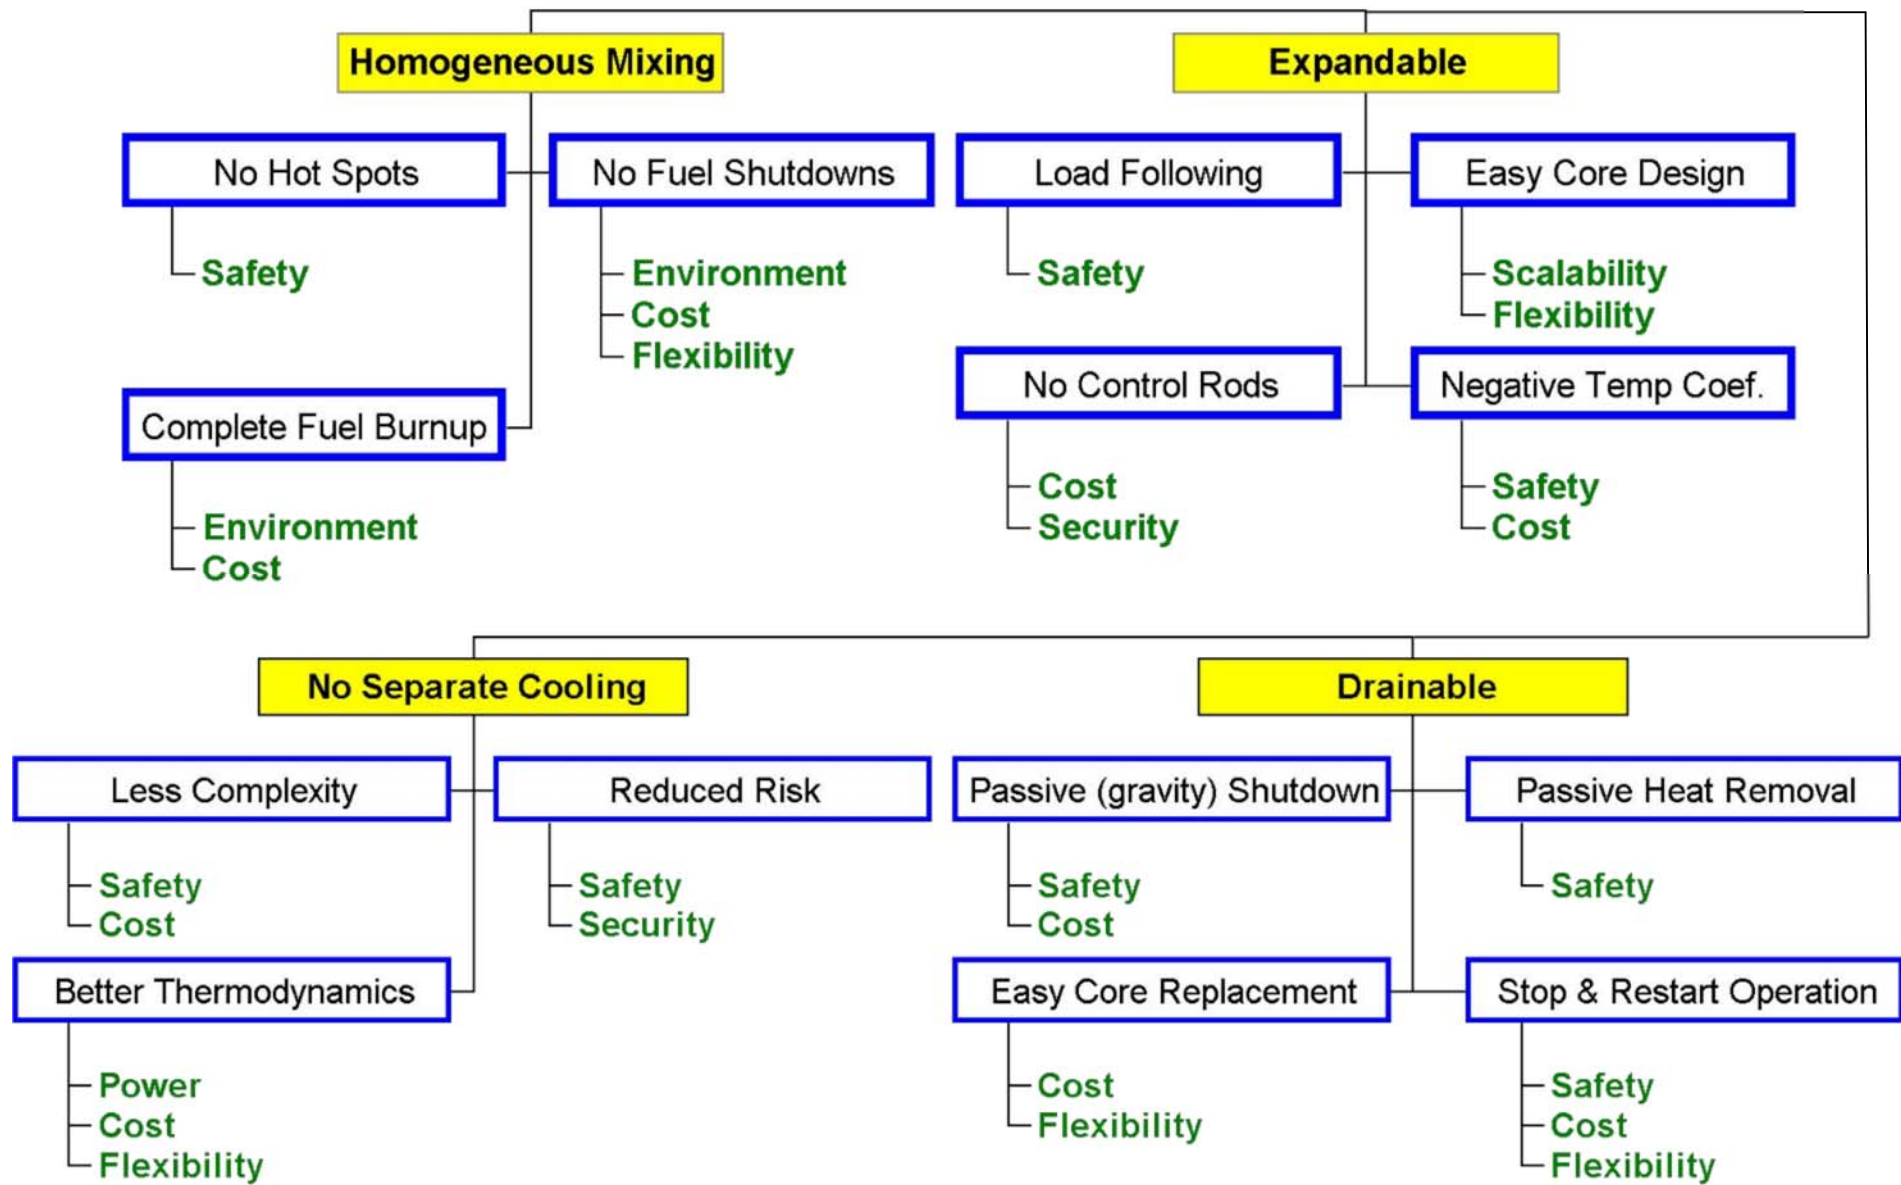 Homogeneous Mixing
Expandable
No Hot Spots
No Fuel Shutdowns
Load Following
Easy Core Design
Safety
Environment
Cost
Flexibility
Safety
Scalability
Flexibility
Complete Fuel Burnup
No Control Rods
Negative Temp Coef.
Environment
Cost
Cost
Security
Safety
Cost
No Separate Cooling
Drainable
Less Complexity
Reduced Risk
Passive (gravity) Shutdown
Passive Heat Removal
Safety
Cost
Safety
Security
Safety
Cost
Safety
Better Thermodynamics
Easy Core Replacement
Stop & Restart Operation
Power
Cost
Flexibility
Cost
Flexibility
Safety
Cost
Flexibility